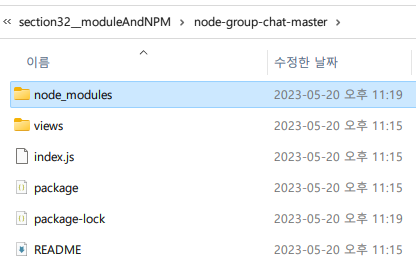 « section32__moduleAndNPM > node-group-chat-master >
이름 수정한 날짜
node_modules 2023-05-20 오후 11:19
views 2023-05-20 오후 11:15
index.js 2023-05-20 오후 11:15
package 2023-05-20 오후 11:15
package-lock 2023-05-20 오후 11:19
README 2023-05-20 오후 11:15